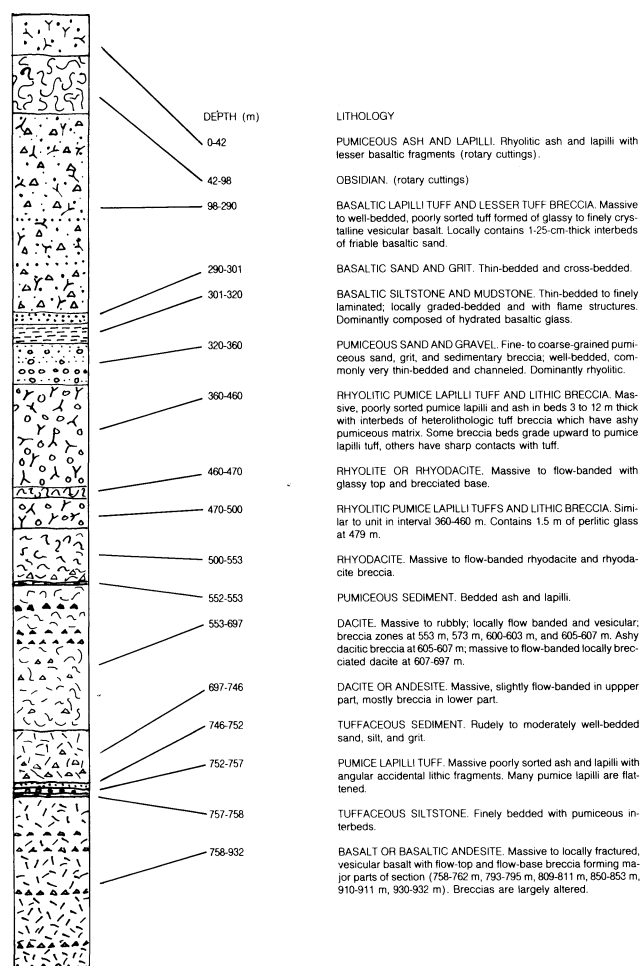 DEPTH (m) LITHOLOGY
0-42 PUMICEOUS ASH AND LAPILLI. Rhyolitic ash and lapilli with
lesser basaltic fragments (rotary cuttings).
42-98 OBSIDIAN. (rotary cuttings)
98-290 BASALTIC LAPILLI TUFF AND LESSER TUFF BRECCIA. Massive
to well-bedded, poorly sorted tuff formed of glassy to finely crys-
talline vesicular basalt. Locally contains 1-25-cm-thick interbeds
of friable basaltic sand.
290-301 BASALTIC SAND AND GRIT. Thin-bedded and cross-bedded.
301-320 BASALTIC SILTSTONE AND MUDSTONE. Thin-bedded to finely
laminated; locally graded-bedded and with flame structures.
Dominantly composed of hydrated basaltic glass.
320-360 PUMICEOUS SAND AND GRAVEL. Fine- to coarse-grained pumi-
ceous sand, grit, and sedimentary breccia; well-bedded, com-
monly very thin-bedded and channeled. Dominantly rhyolitic.
360-460 RHYOLITIC PUMICE LAPILLI TUFF AND LITHIC BRECCIA. Mas-
sive, poorly sorted pumice lapilli and ash in beds 3 to 12 m thick
with interbeds of heterolithologic tuff breccia which have ashy
pumiceous matrix. Some breccia beds grade upward to pumice
lapilli tuff, others have sharp contacts with tuff.
460-470 RHYOLITE OR RHYODACITE. Massive to flow-banded with
glassy top and brecciated base.
470-500 RHYOLITIC PUMICE LAPILLI TUFFS AND LITHIC BRECCIA. Simi-
lar to unit in interval 360-460 m. Contains 1.5 m of perlitic glass
at 479 m.
500-553 RHYODACITE. Massive to flow-banded rhyodacite and rhyoda-
cite breccia.
552-553 PUMICEOUS SEDIMENT. Bedded ash and lapilli.
553-697 DACITE. Massive to rubbly; locally flow banded and vesicular;
breccia zones at 553 m, 573 m, 600-603 m, and 605-607 m. Ashy
dacitic breccia at 605-607 m; massive to flow-banded locally brec-
ciated dacite at 607-697 m.
697-746 DACITE OR ANDESITE. Massive, slightly flow-banded in uppper
part, mostly breccia in lower part.
746-752 TUFFACEOUS SEDIMENT. Rudely to moderately well-bedded
sand, silt, and grit.
752-757 PUMICE LAPILLI TUFF. Massive poorly sorted ash and lapilli with
angular accidental lithic fragments. Many pumice lapilli are flat-
tened.
757-758 TUFFACEOUS SILTSTONE. Finely bedded with pumiceous in-
terbeds.
758-932 BASALT OR BASALTIC ANDESITE. Massive to locally fractured,
vesicular basalt with flow-top and flow-base breccia forming ma-
jor parts of section (758-762 m, 793-795 m, 809-811 m, 850-853 m,
910-911 m, 930-932 m). Breccias are largely altered.